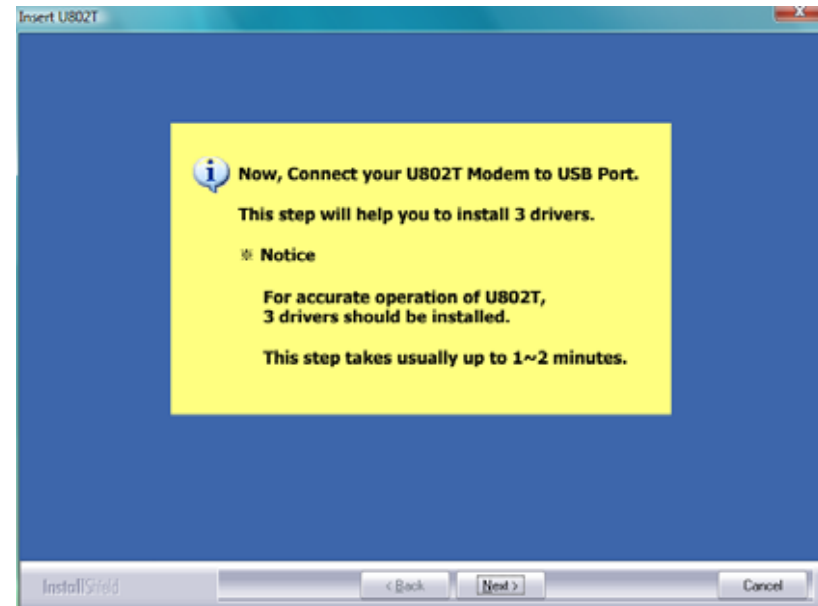 Insert U802T
Now, Connect your U802T Modem to USB Port.
This step will help you to install 3 drivers.
※ Notice
For accurate operation of U802T,
3 drivers should be installed.
This step takes usually up to 1~2 minutes.
InstallShield
< Back
Next >
Cancel